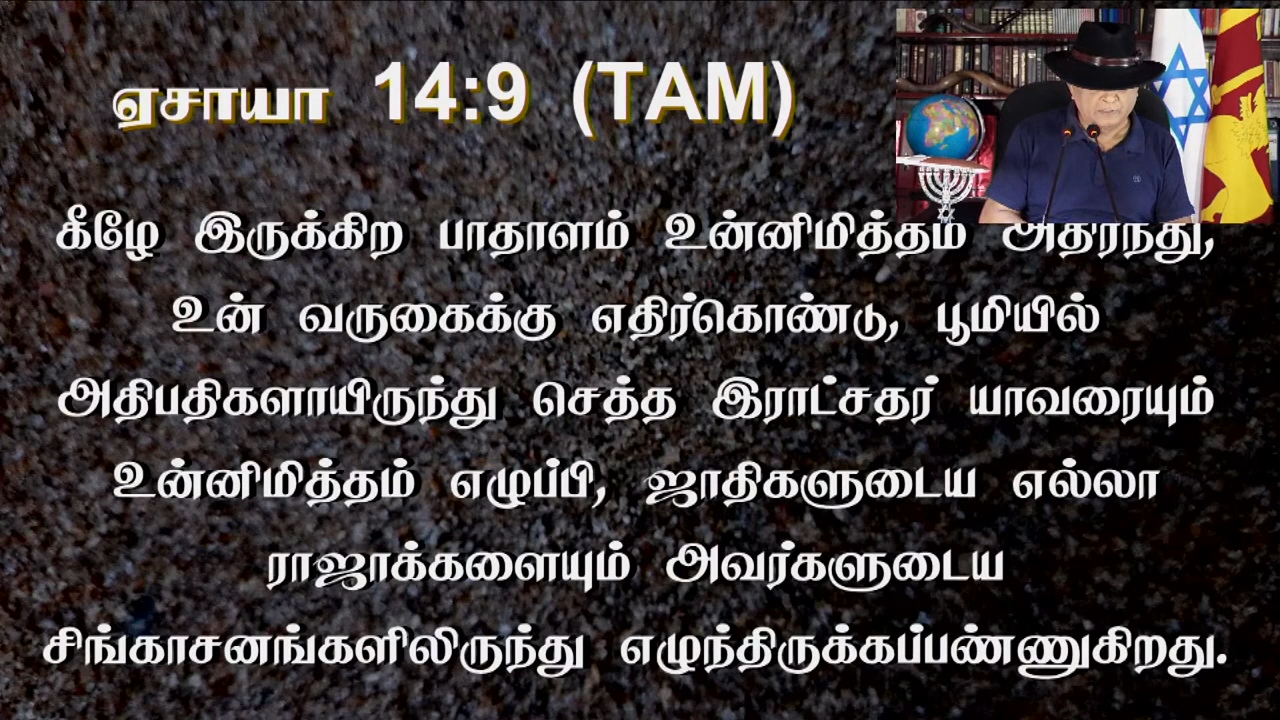 ஏசாயா 14:9 (TAM)
கீழே இருக்கிற பாதாளம் உன்னிமித்தம் அதிர்ந்து,
உன் வருகைக்கு எதிர்கொண்டு, பூமியில்
அதிபதிகளாயிருந்து செத்த இராட்சதர் யாவரையும்
உன்னிமித்தம் எழுப்பி, ஜாதிகளுடைய எல்லா
ராஜாக்களையும் அவர்களுடைய
சிங்காசனங்களிலிருந்து எழுந்திருக்கப்பண்ணுகிறது.